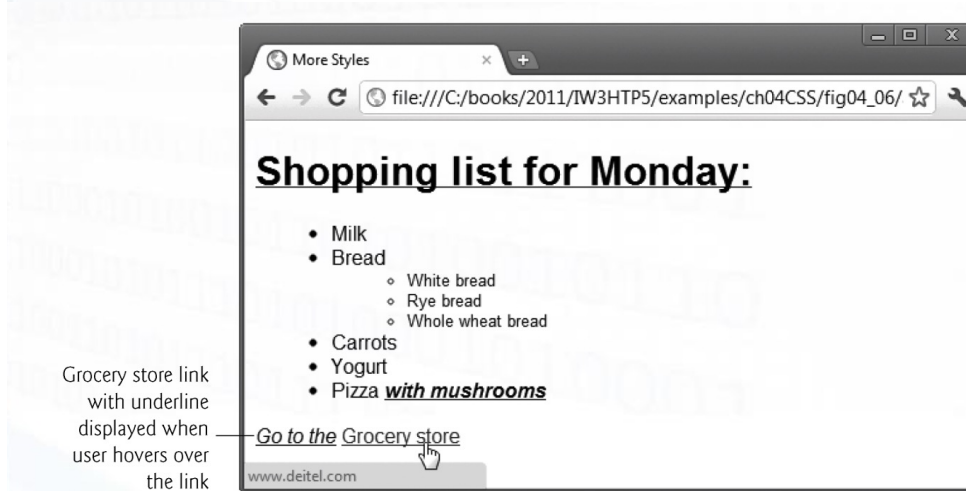 More Styles
file:///C:/books/2011/IW3HTP5/examples/ch04CSS/fig04_06/
Shopping list for Monday:
Milk
Bread
White bread
Rye bread
Whole wheat bread
Carrots
Yogurt
Pizza with mushrooms
Go to the Grocery store
www.deitel.com
Grocery store link
with underline
displayed when
user hovers over
the link